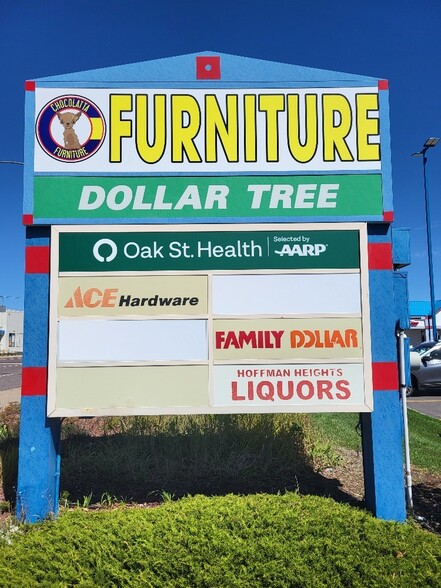 CHOCOLATTA
FURNITURE
FURNITURE
DOLLAR TREE
Oak St. Health
Selected by
AARP
ACE Hardware
FAMILY DOLLAR
HOFFMAN HEIGHTS
LIQUORS